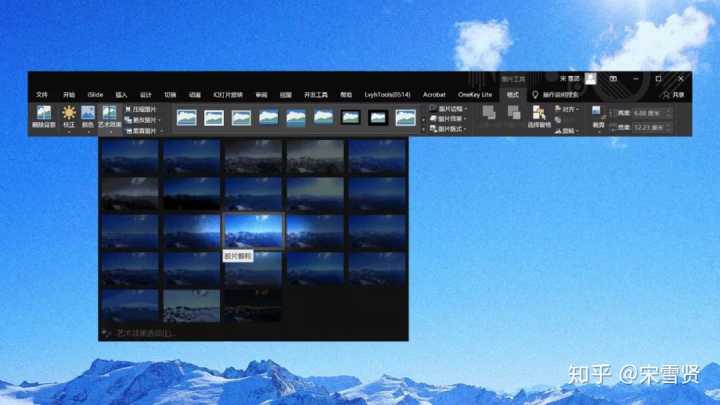 图片工具 宋 雪贤
文件 开始 iSlide 插入 设计 切换 动画 幻灯片放映 审阅 视图 开发工具 帮助 LvyhTools(0514) Acrobat OneKey Lite 格式 操作说明搜索 共享
删除背景 校正 颜色 艺术效果
压缩图片
更改图片
重置图片
图片边框
图片效果
图片版式
选择窗格
对齐
旋转
裁剪
高度: 6.88 厘米
宽度: 12.23 厘米
胶片颗粒
艺术效果选项
知乎 @宋雪贤